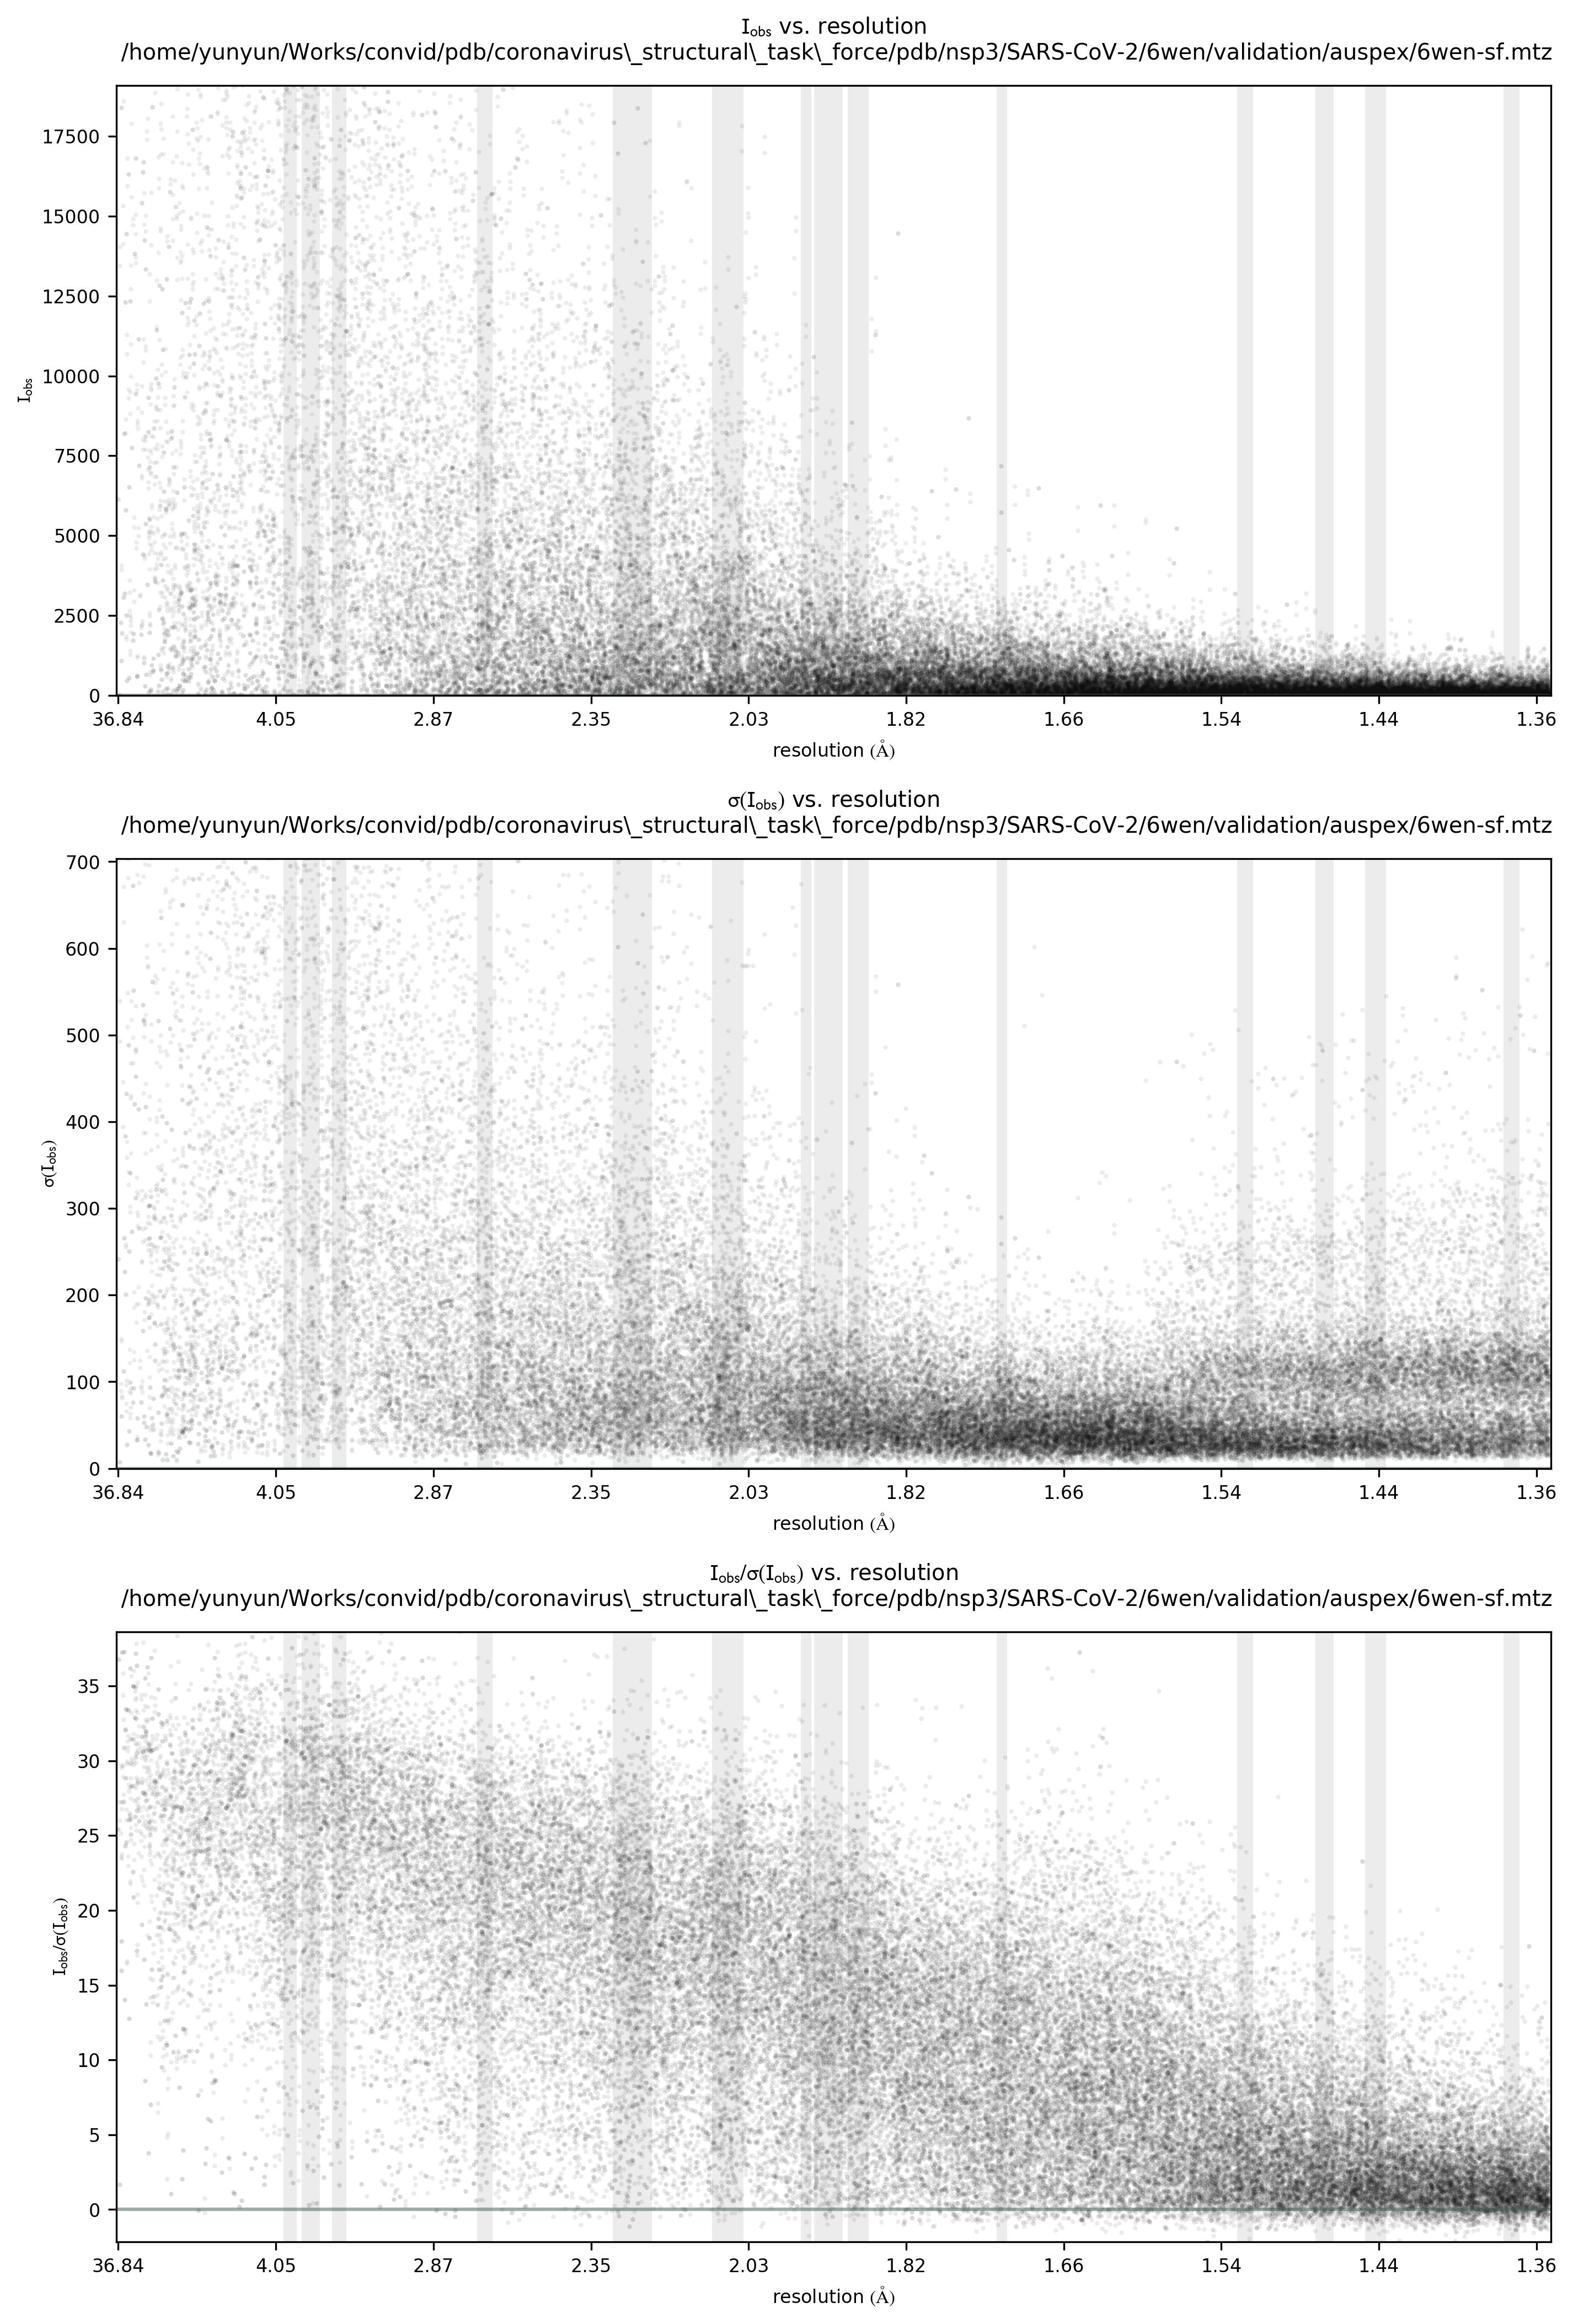 I_obs vs. resolution
/home/yunyun/Works/convid/pdb/coronavirus\_structural\_task\_force/pdb/nsp3/SARS-CoV-2/6wen/validation/auspex/6wen-sf.mtz
17500
15000
12500
10000
7500
5000
2500
0
I_obs
36.84 4.05 2.87 2.35 2.03 1.82 1.66 1.54 1.44 1.36
resolution (Å)
σ(I_obs) vs. resolution
/home/yunyun/Works/convid/pdb/coronavirus\_structural\_task\_force/pdb/nsp3/SARS-CoV-2/6wen/validation/auspex/6wen-sf.mtz
700
600
500
400
300
200
100
0
σ(I_obs)
36.84 4.05 2.87 2.35 2.03 1.82 1.66 1.54 1.44 1.36
resolution (Å)
I_obs/σ(I_obs) vs. resolution
/home/yunyun/Works/convid/pdb/coronavirus\_structural\_task\_force/pdb/nsp3/SARS-CoV-2/6wen/validation/auspex/6wen-sf.mtz
35
30
25
20
15
10
5
0
I_obs/σ(I_obs)
36.84 4.05 2.87 2.35 2.03 1.82 1.66 1.54 1.44 1.36
resolution (Å)